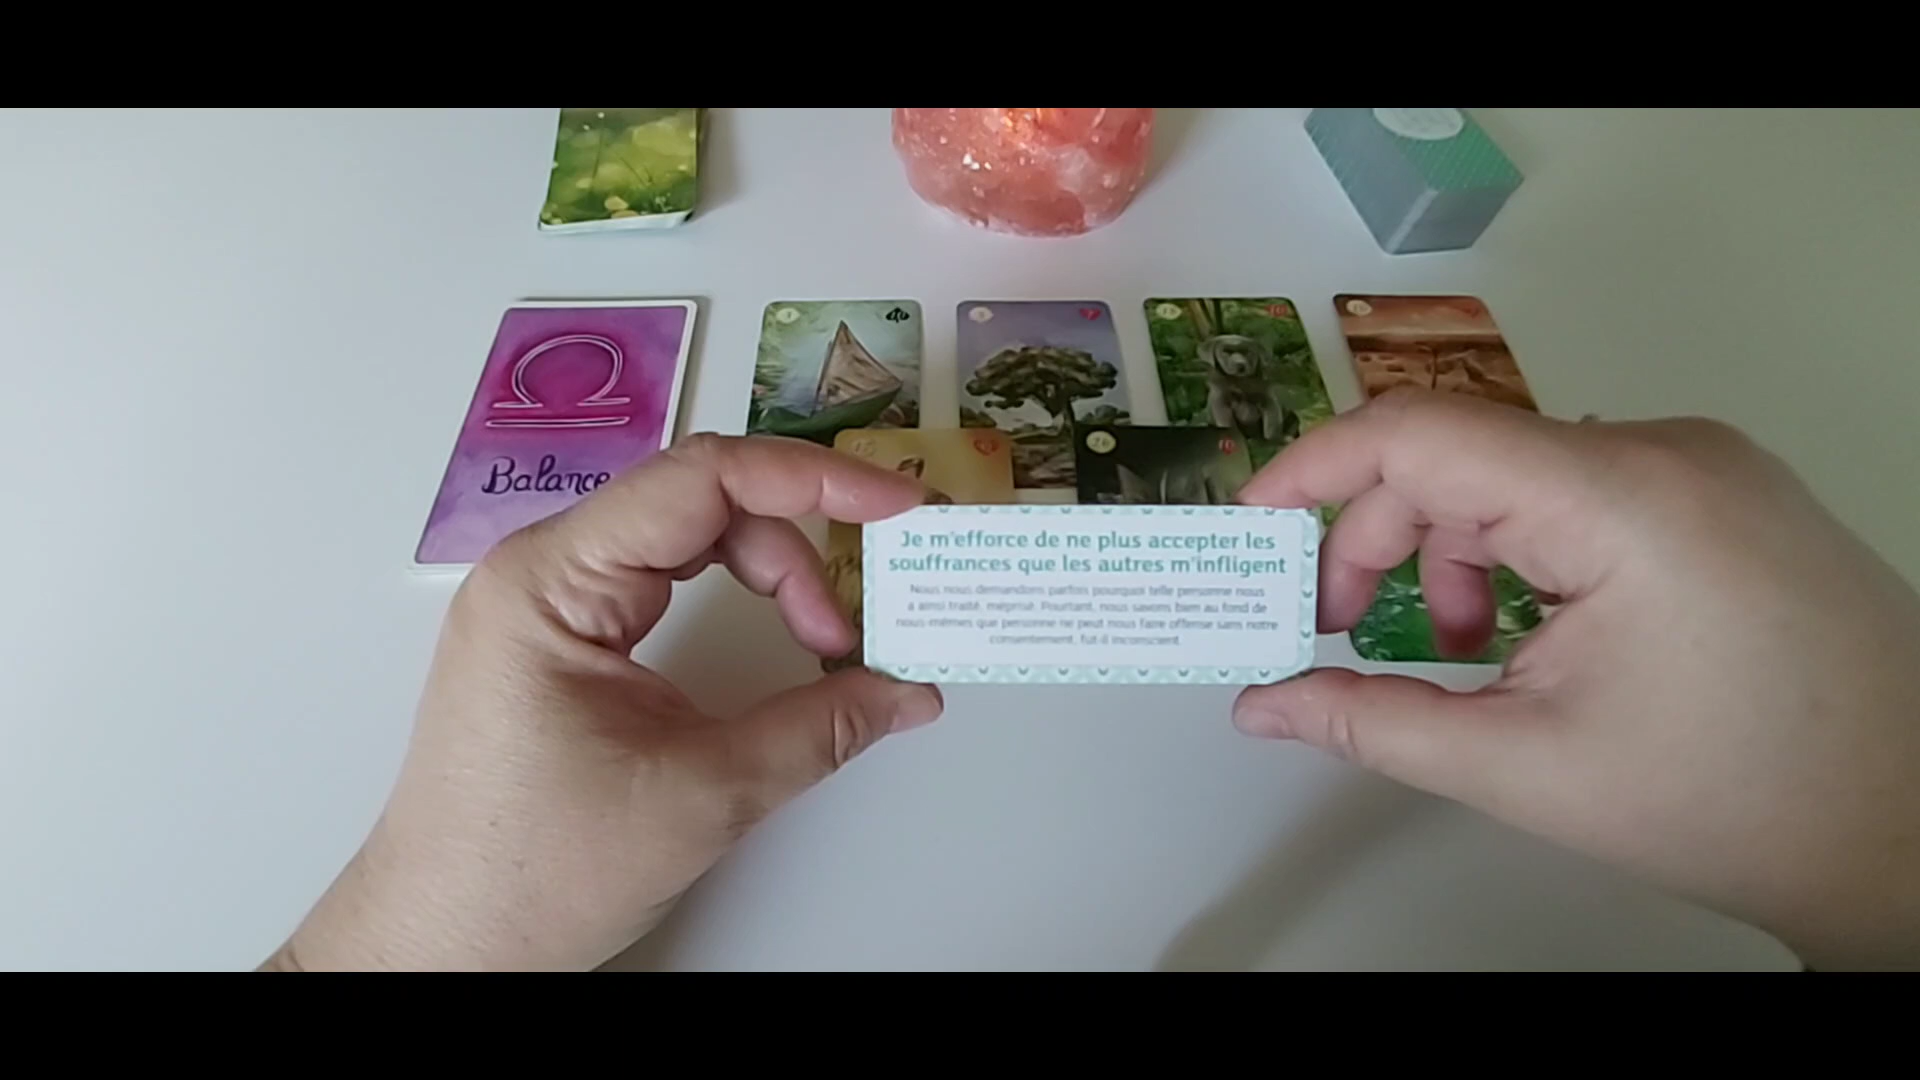 Balance
Je m'efforce de ne plus accepter les
souffrances que les autres m'infligent
Nous nous demandons parfois pourquoi telle personne nous
a ainsi traité, méprisé. Pourtant, nous savons bien au fond de
nous-mêmes que personne ne peut nous faire offense sans notre
consentement, fut-il inconscient.